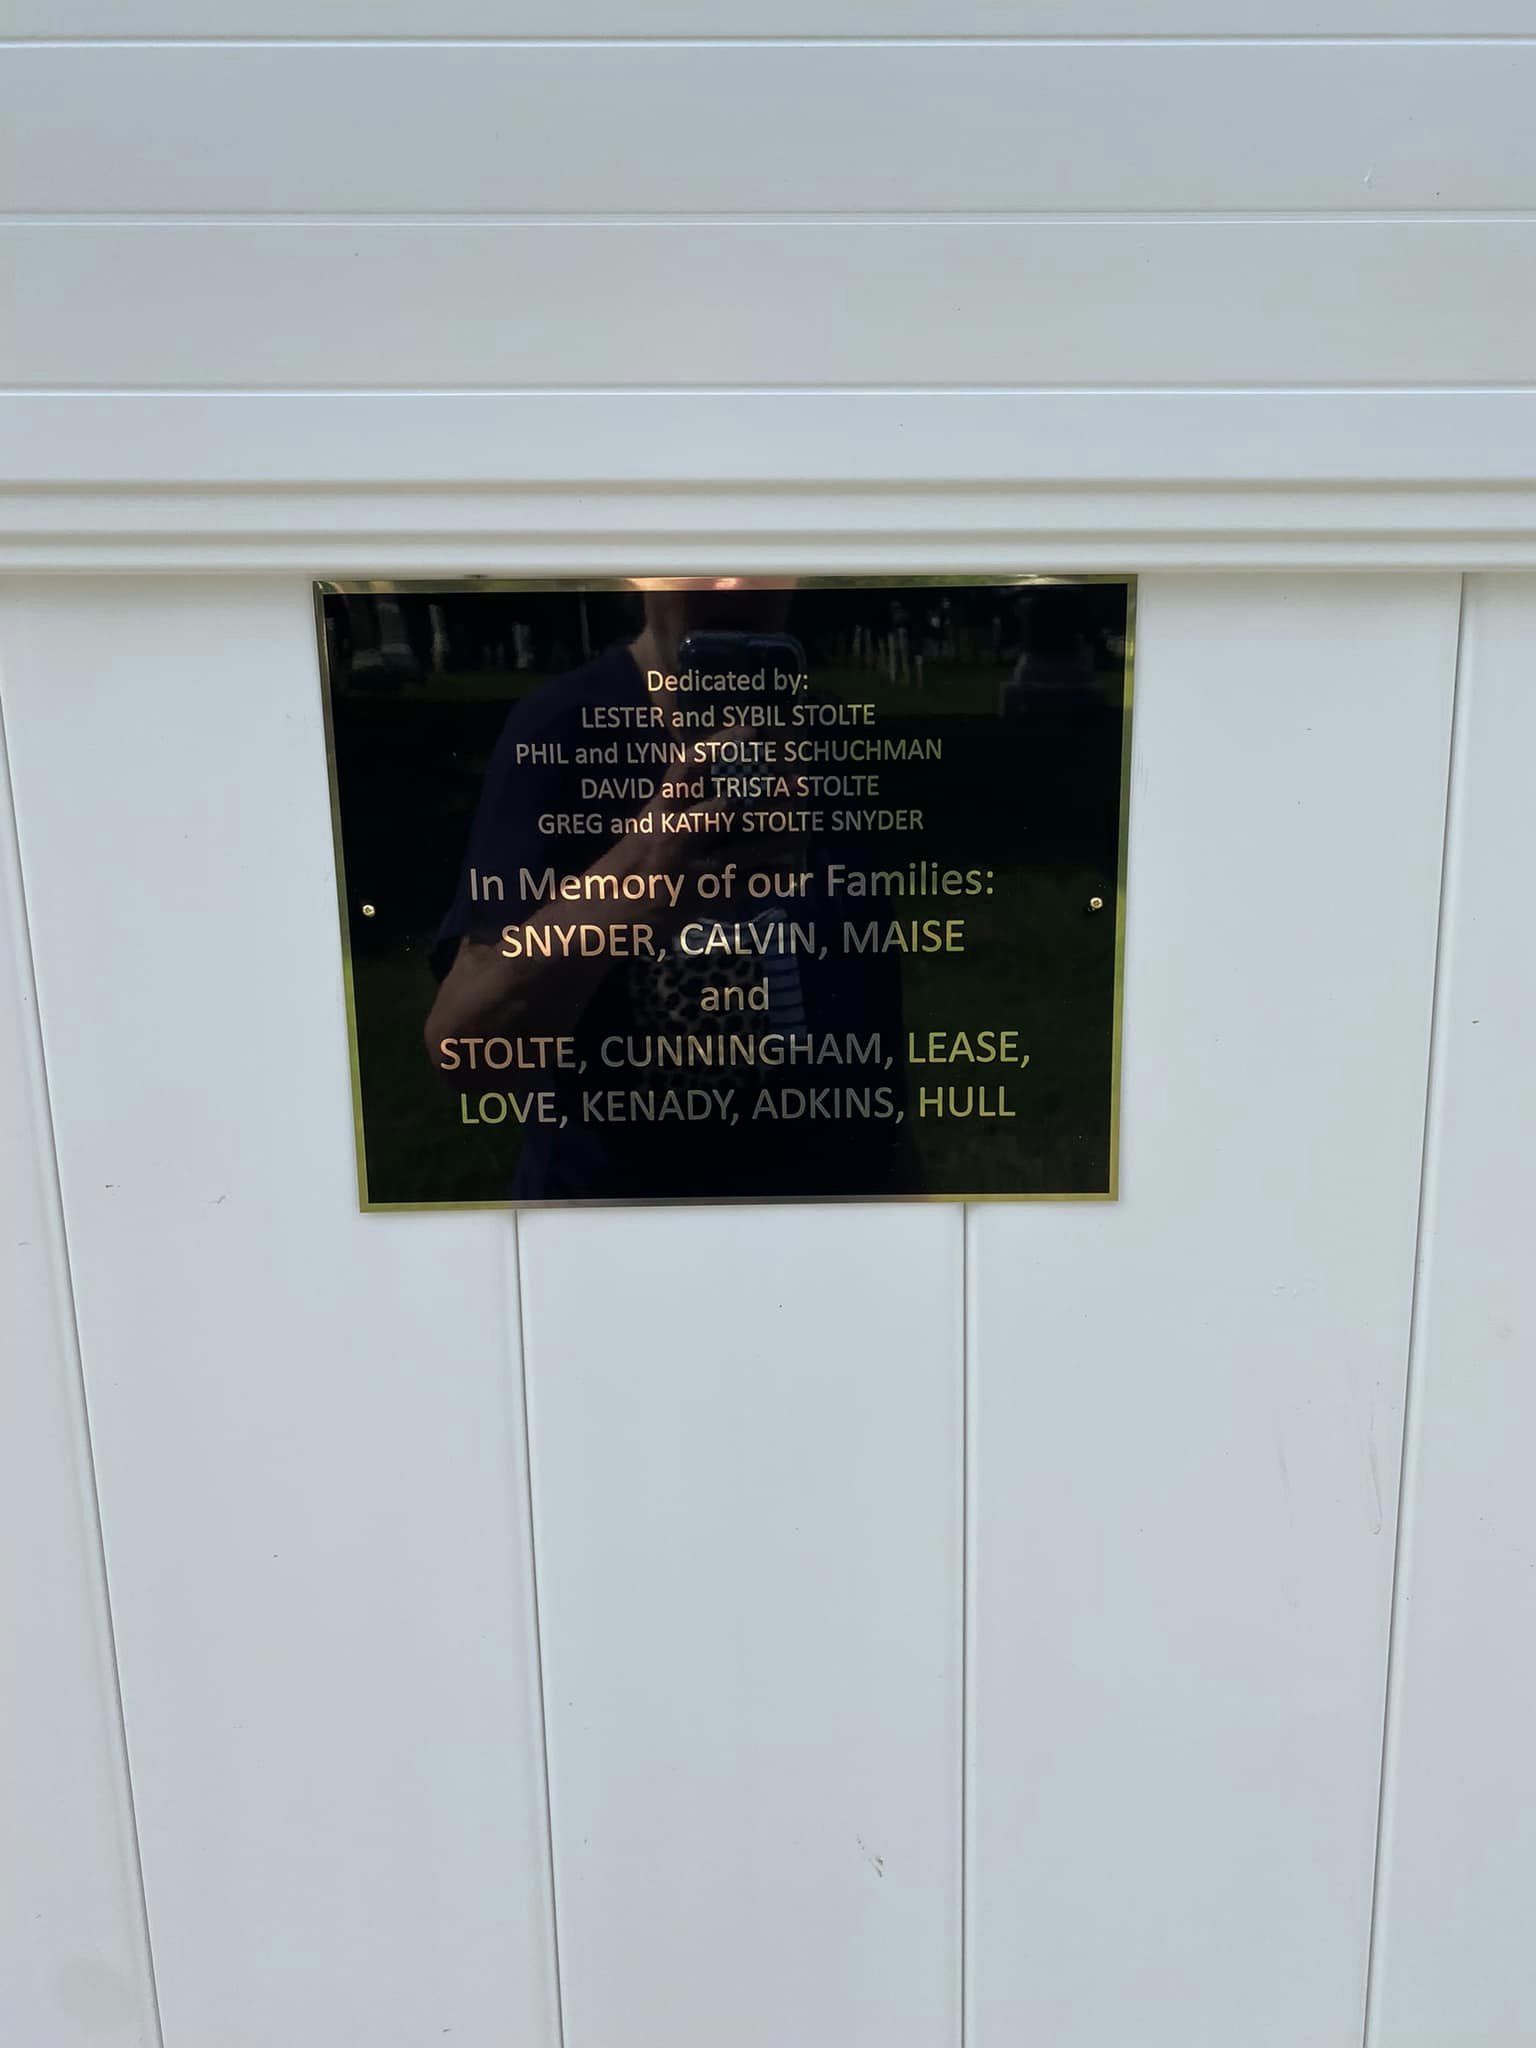 Dedicated by:
LESTER and SYBIL STOLTE
PHIL and LYNN STOLTE SCHUCHMAN
DAVID and TRISTA STOLTE
GREG and KATHY STOLTE SNYDER
In Memory of our Families:
SNYDER, CALVIN, MAISE
and
STOLTE, CUNNINGHAM, LEASE,
LOVE, KENADY, ADKINS, HULL